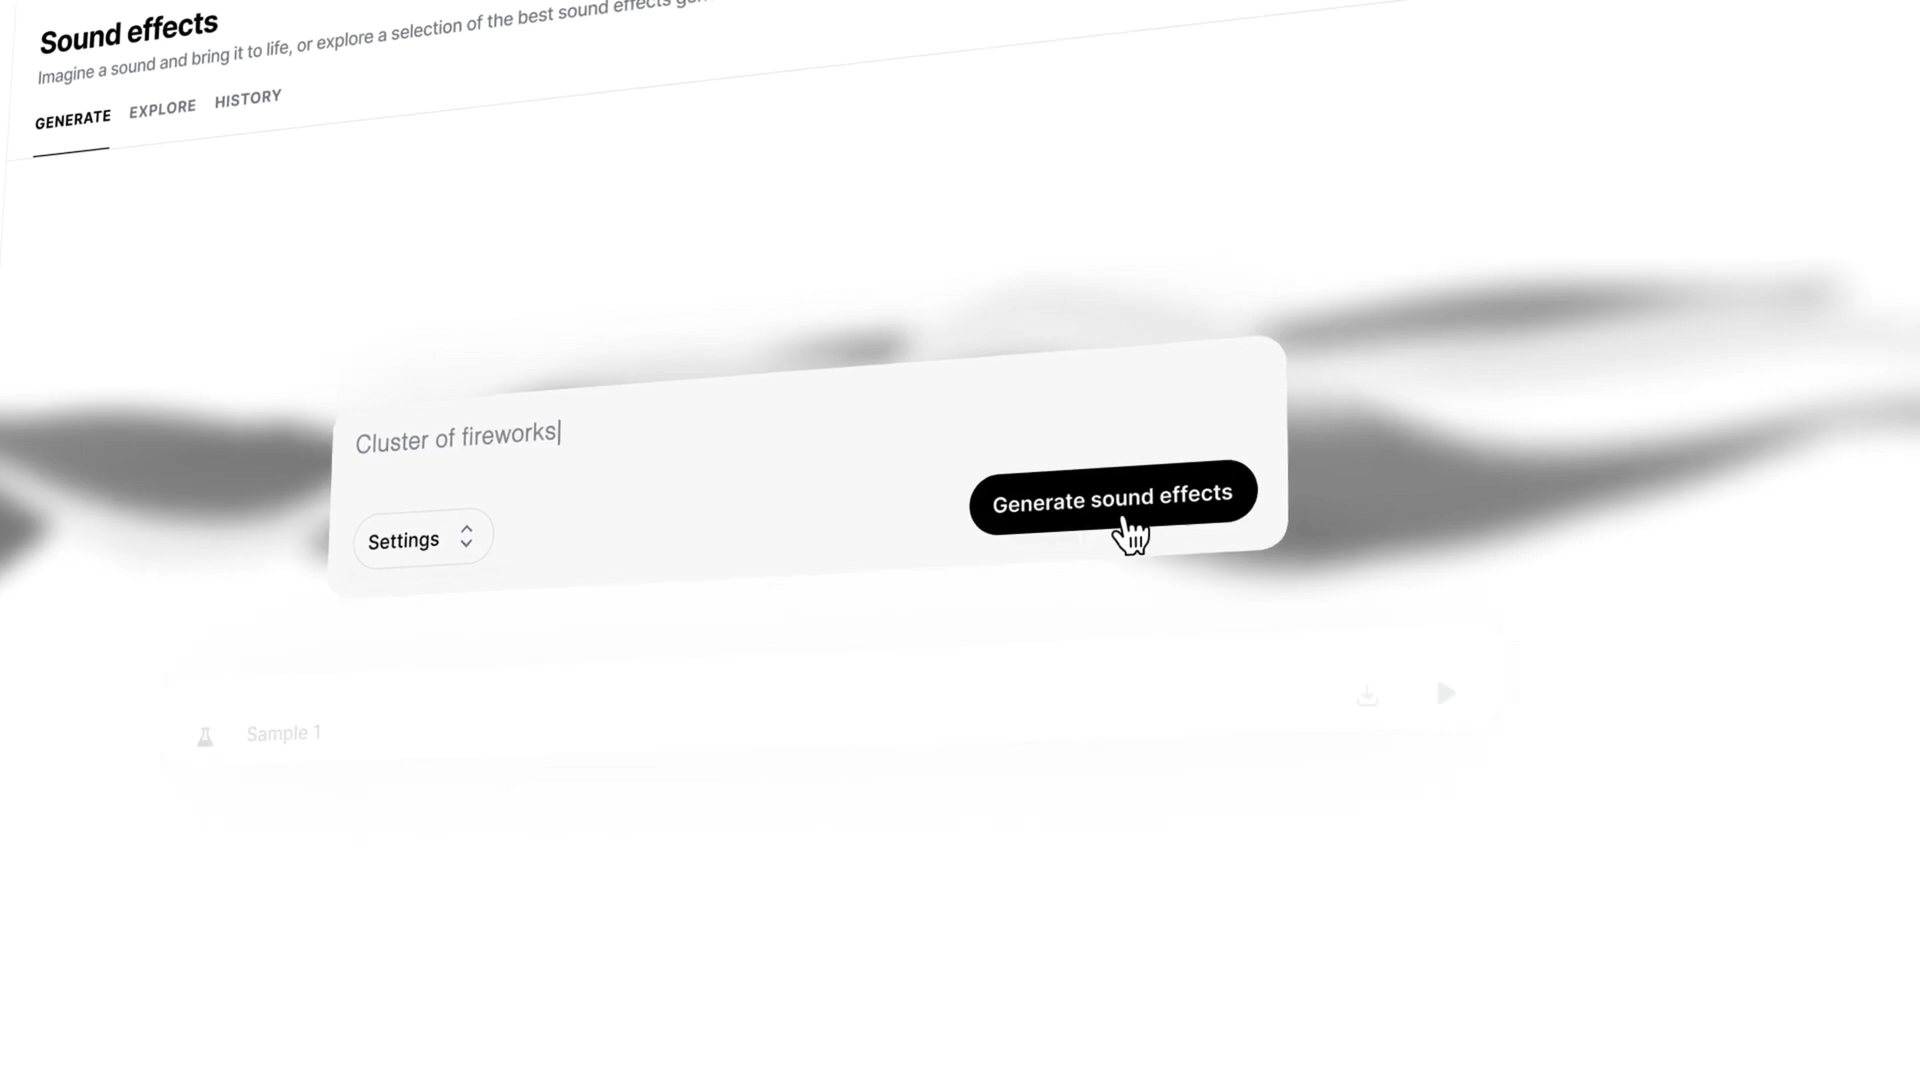 Sound effects
Imagine a sound and bring it to life, or explore a selection of the best sound effects
GENERATE EXPLORE HISTORY
Cluster of fireworks
Settings
Generate sound effects
Sample 1